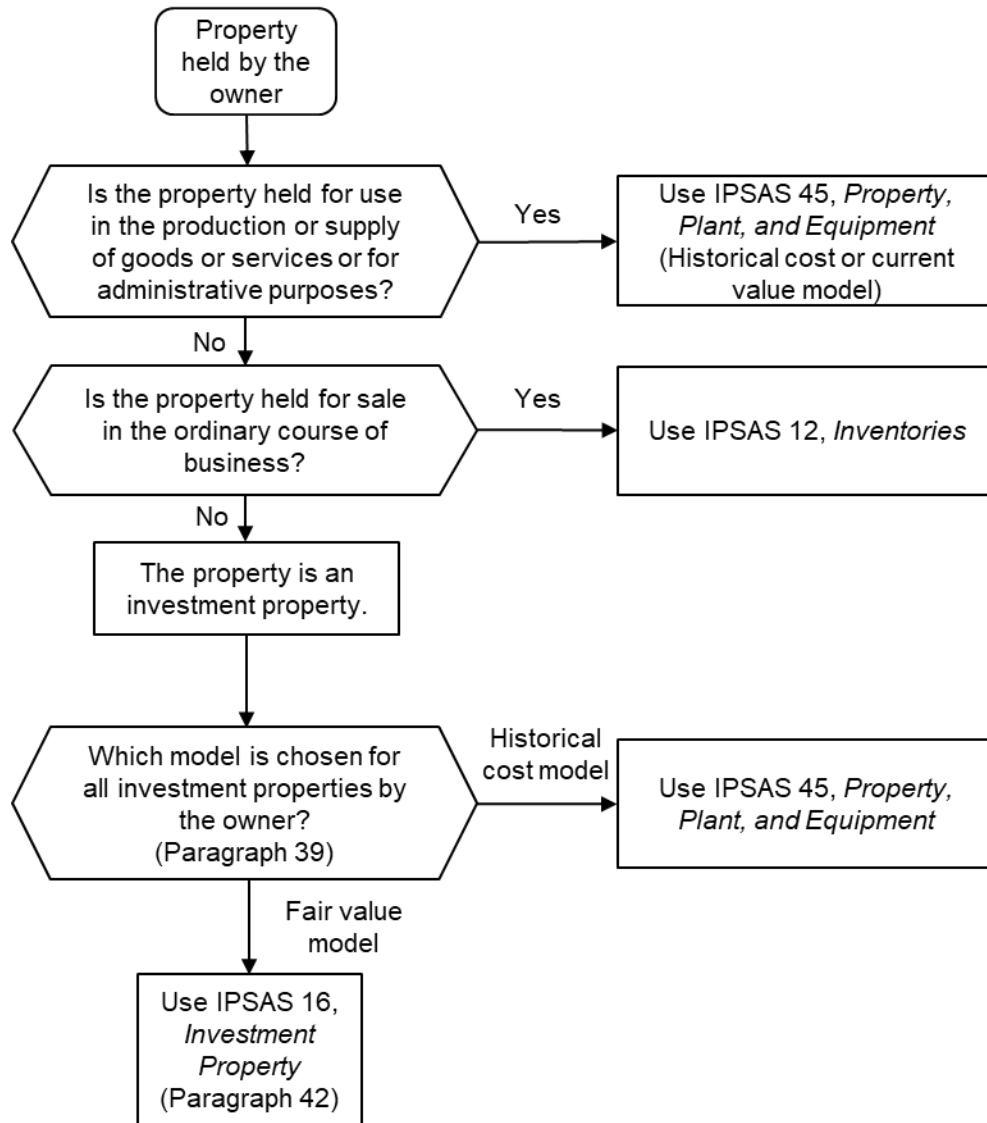 Property
held by the
owner
Is the property held for use
in the production or supply
of goods or services or for
administrative purposes?
Yes
Use IPSAS 45, Property,
Plant, and Equipment
(Historical cost or current
value model)
No
Is the property held for sale
in the ordinary course of
business?
Yes
Use IPSAS 12, Inventories
No
The property is an
investment property.
Which model is chosen for
all investment properties by
the owner?
(Paragraph 39)
Historical
cost model
Use IPSAS 45, Property,
Plant, and Equipment
Fair value
model
Use IPSAS 16,
Investment
Property
(Paragraph 42)